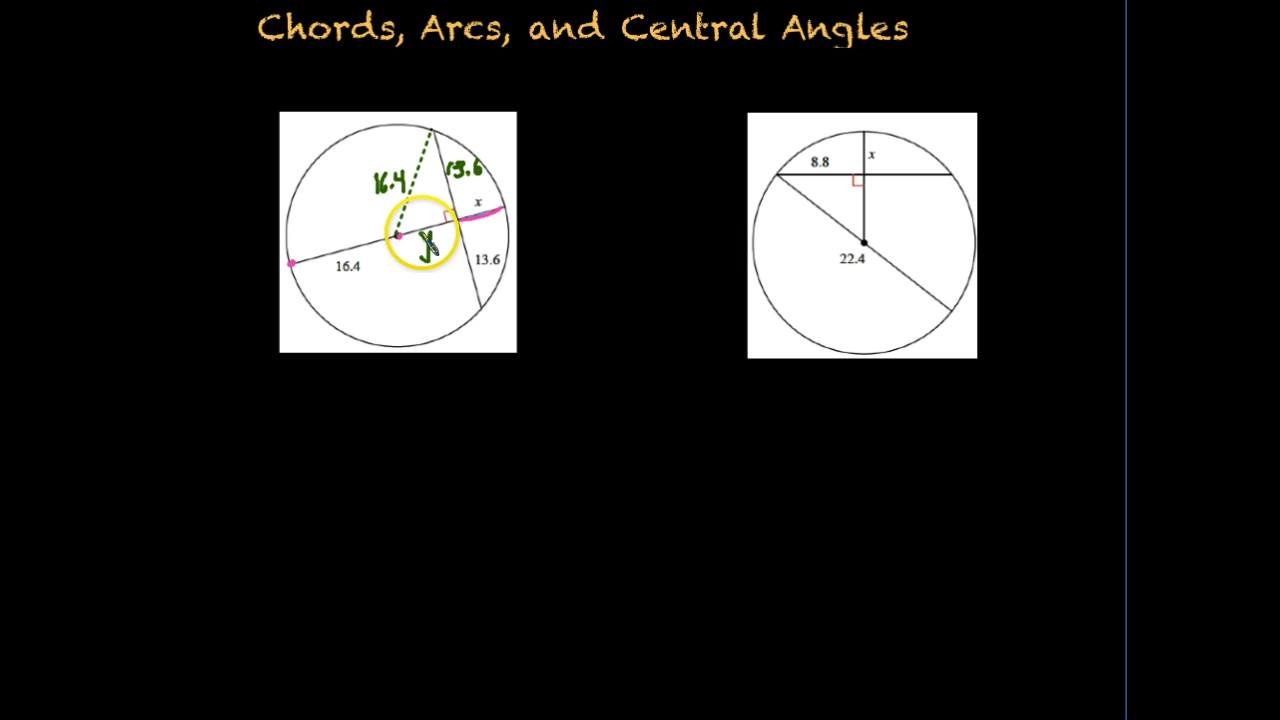 Chords, Arcs, and Central Angles
16.4
13.6
x
y
16.4
13.6
8.8
x
22.4